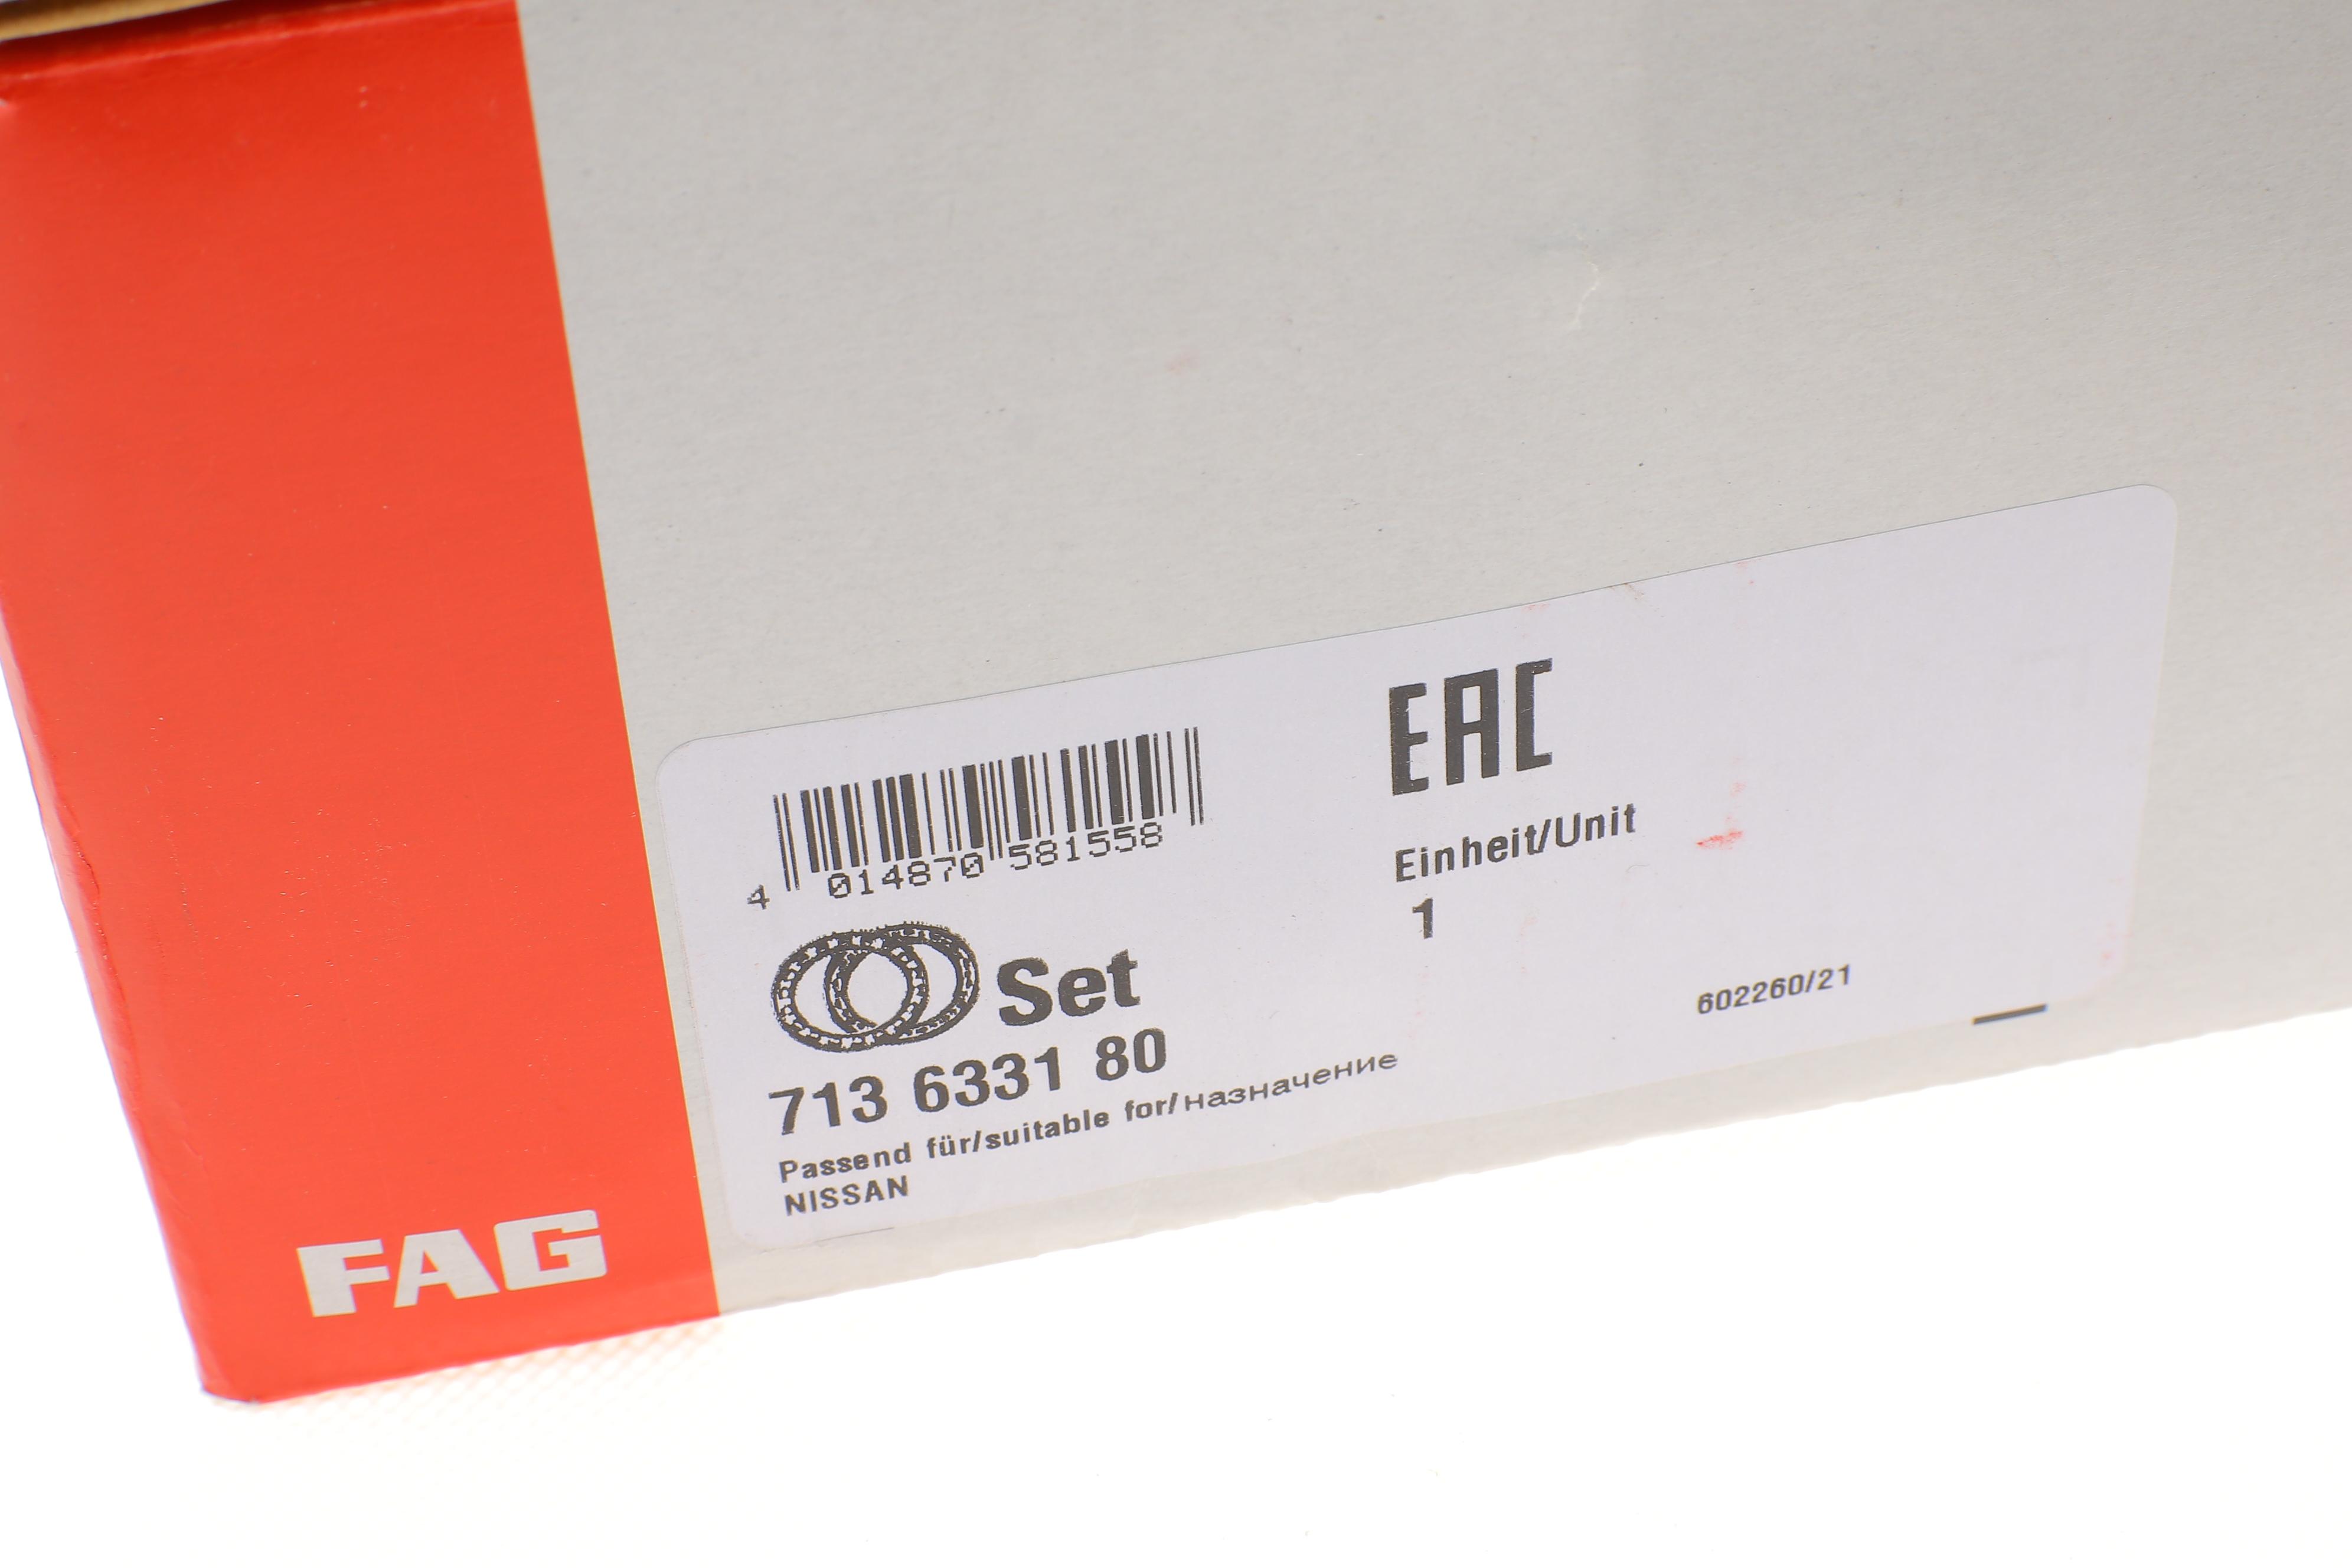 4 014870 581558
EAC
Einheit/Unit
1
Set
713 6331 80
602260/21
Passend für/suitable for/назначение
NISSAN
FAG